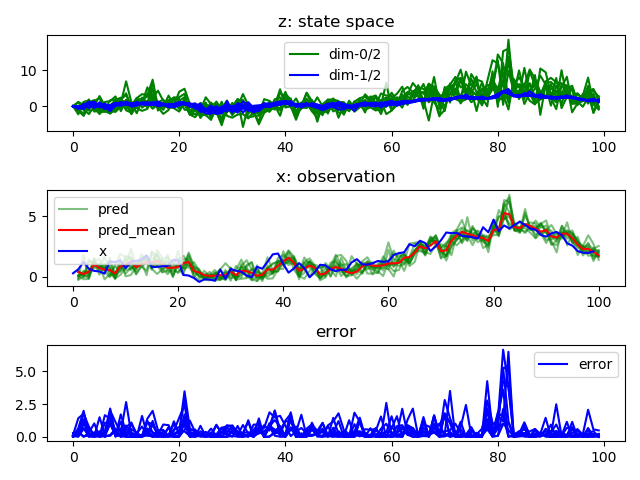 z: state space
10
0
dim-0/2
dim-1/2
0 20 40 60 80 100
x: observation
5
0
pred
pred_mean
x
0 20 40 60 80 100
error
5.0
2.5
0.0
error
0 20 40 60 80 100